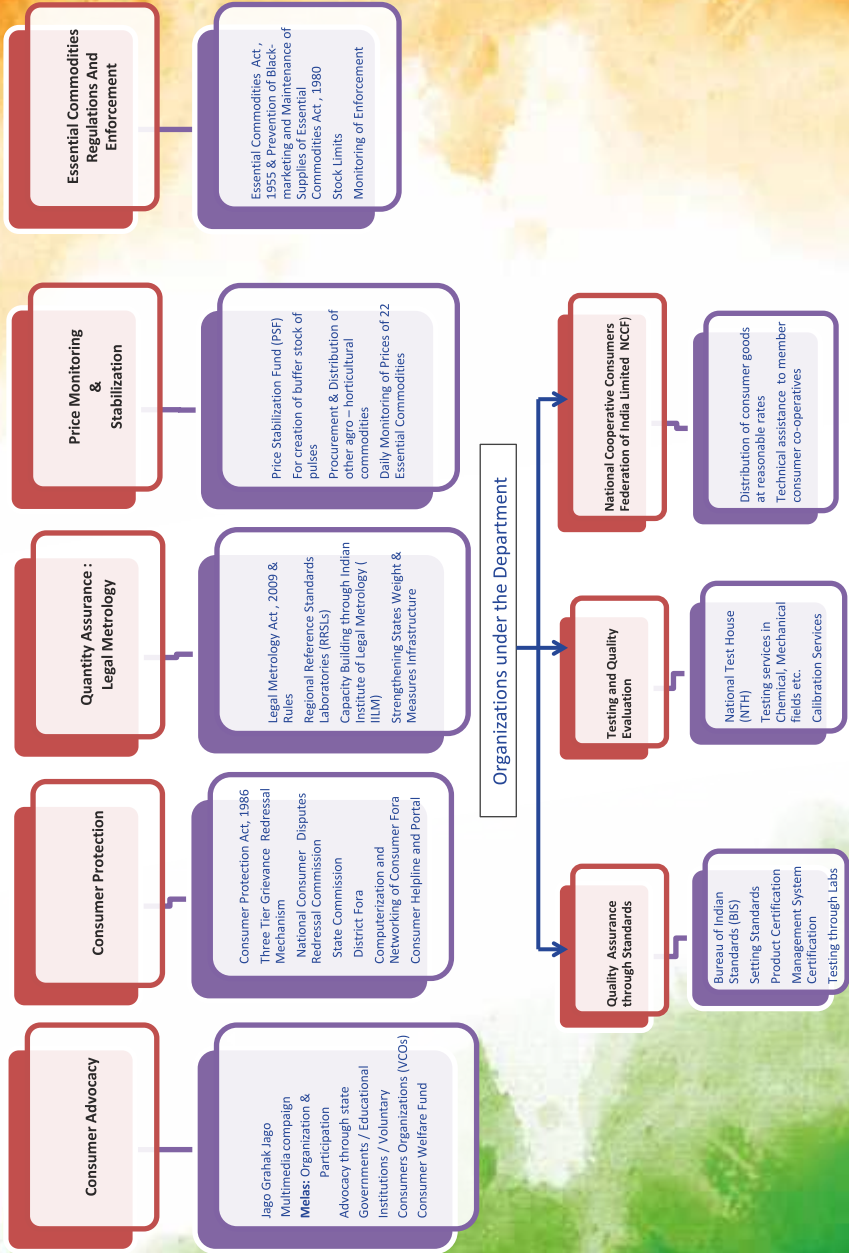 Consumer Advocacy
Jago Grahak Jago
Multimedia compaign
Melas: Organization &
Participation
Advocacy through state
Governments / Educational
Institutions / Voluntary
Consumers Organizations (VCOs)
Consumer Welfare Fund
Consumer Protection
Consumer Protection Act, 1986
Three Tier Grievance Redressal
Mechanism
National Consumer Disputes
Redressal Commission
State Commission
District Fora
Computerization and
Networking of Consumer Fora
Consumer Helpline and Portal
Quantity Assurance :
Legal Metrology
Legal Metrology Act , 2009 &
Rules
Regional Reference Standards
Laboratories (RRSLs)
Capacity Building through Indian
Institute of Legal Metrology (
IILM)
Strengthening States Weight &
Measures Infrastructure
Price Monitoring
&
Stabilization
Price Stabilization Fund (PSF)
For creation of buffer stock of
pulses
Procurement & Distribution of
other agro – horticultural
commodities
Daily Monitoring of Prices of 22
Essential Commodities
Essential Commodities
Regulations And
Enforcement
Essential Commodities Act ,
1955 & Prevention of Black-
marketing and Maintenance of
Supplies of Essential
Commodities Act , 1980
Stock Limits
Monitoring of Enforcement
Organizations under the Department
Quality Assurance
through Standards
Bureau of Indian
Standards (BIS)
Setting Standards
Product Certification
Management System
Certification
Testing through Labs
Testing and Quality
Evaluation
National Test House
(NTH)
Testing services in
Chemical, Mechanical
fields etc.
Calibration Services
National Cooperative Consumers
Federation of India Limited NCCF)
Distribution of consumer goods
at reasonable rates
Technical assistance to member
consumer co-operatives